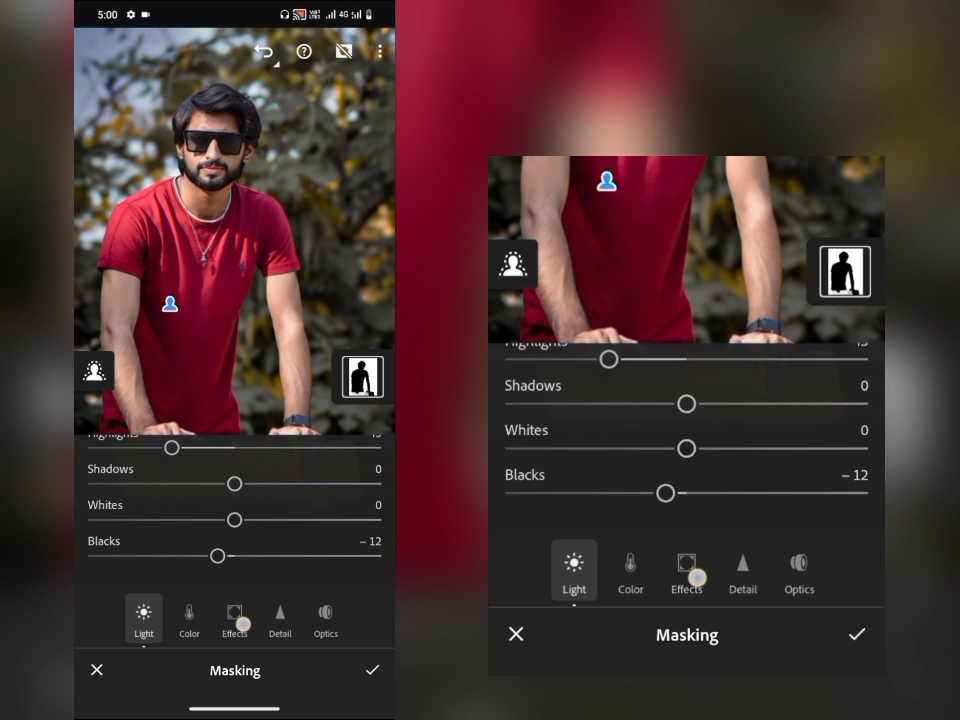 5:00
4G
Shadows 0
Whites 0
Blacks – 12
Light Color Effects Detail Optics
Masking
Shadows 0
Whites 0
Blacks – 12
Light Color Effects Detail Optics
Masking